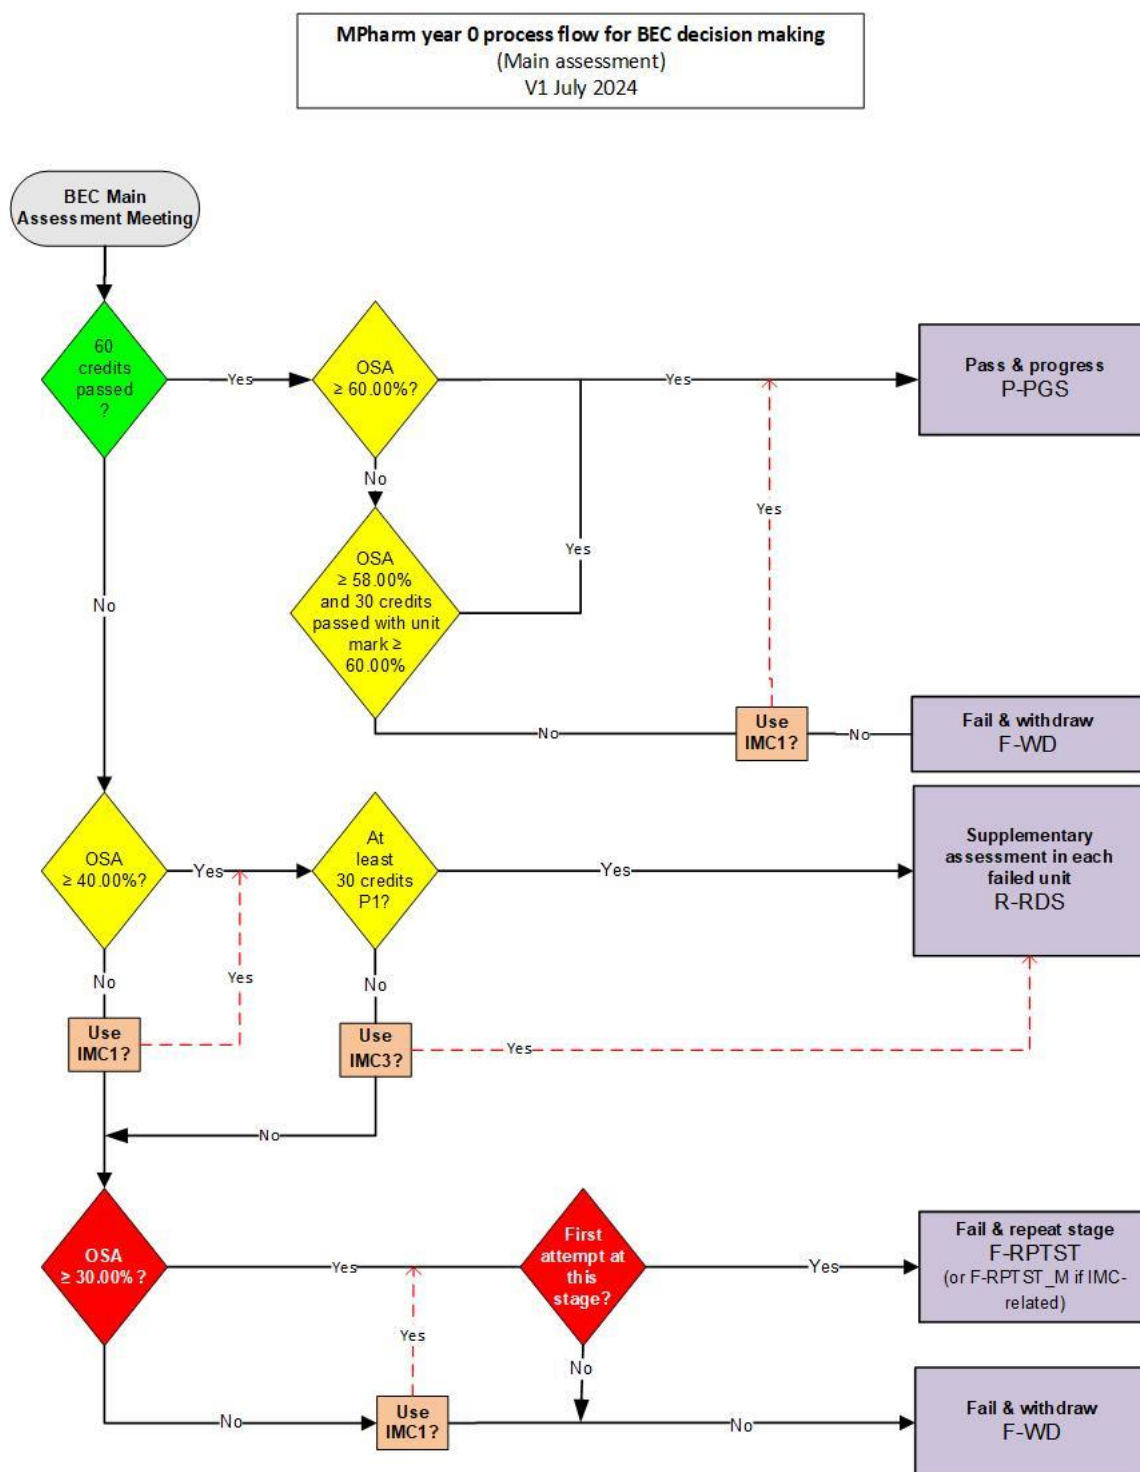 MPharm year 0 process flow for BEC decision making
(Main assessment)
V1 July 2024
BEC Main
Assessment Meeting
60
credits
passed
?
Yes
OSA
≥ 60.00%?
Yes
Pass & progress
P-PGS
No
Yes
OSA
≥ 58.00%
and 30 credits
passed with unit
mark ≥
60.00%
Yes
No
No
Use
IMC1?
No
Fail & withdraw
F-WD
OSA
≥ 40.00%?
Yes
At
least
30 credits
P1?
Yes
Supplementary
assessment in each
failed unit
R-RDS
No
Yes
No
Use
IMC1?
Use
IMC3?
Yes
No
OSA
≥ 30.00%?
Yes
First
attempt at
this
stage?
Yes
Fail & repeat stage
F-RPTST
(or F-RPTST_M if IMC-
related)
Yes
No
No
Use
IMC1?
No
Fail & withdraw
F-WD